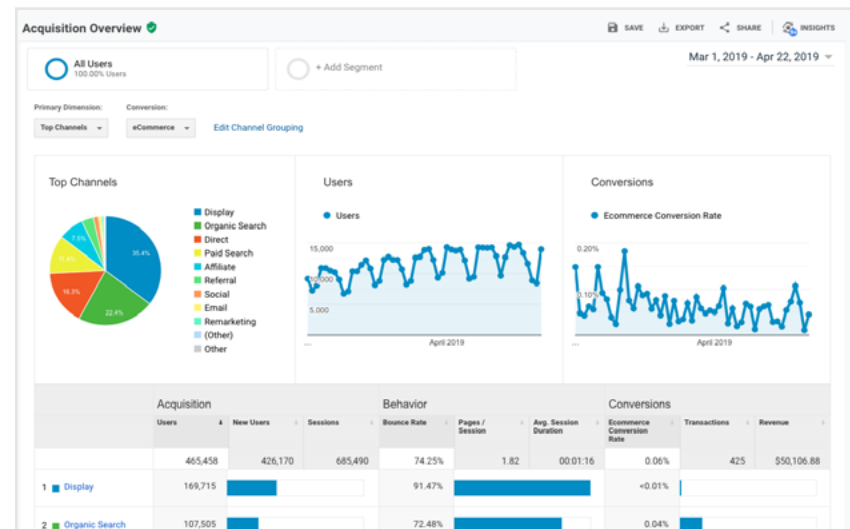 Acquisition Overview
SAVE EXPORT SHARE INSIGHTS
All Users
100.00% Users
+ Add Segment
Mar 1, 2019 - Apr 22, 2019
Primary Dimension: Conversion:
Top Channels eCommerce Edit Channel Grouping
Top Channels
Display
Organic Search
Direct
Paid Search
Affiliate
Referral
Social
Email
Remarketing
(Other)
Other
35.4%
22.4%
16.3%
11.4%
7.5%
Users
Users
15,000
10,000
5,000
...
April 2019
Conversions
Ecommerce Conversion Rate
0.20%
0.10%
...
April 2019
Acquisition Behavior Conversions
Users New Users Sessions Bounce Rate Pages / Session Avg. Session Duration Ecommerce Conversion Rate Transactions Revenue
465,458 426,170 685,490 74.25% 1.82 00:01:16 0.06% 425 $50,106.88
1 Display 169,715 91.47% <0.01%
2 Organic Search 107,505 72.48% 0.04%